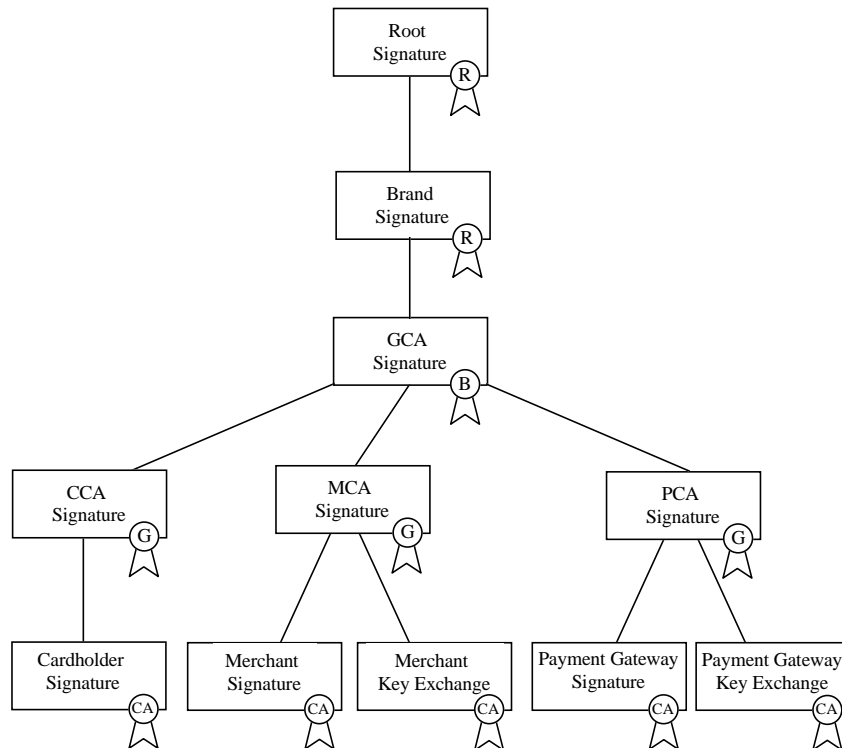 Root
Signature
R
Brand
Signature
R
GCA
Signature
B
CCA
Signature
G
MCA
Signature
G
PCA
Signature
G
Cardholder
Signature
CA
Merchant
Signature
CA
Merchant
Key Exchange
CA
Payment Gateway
Signature
CA
Payment Gateway
Key Exchange
CA